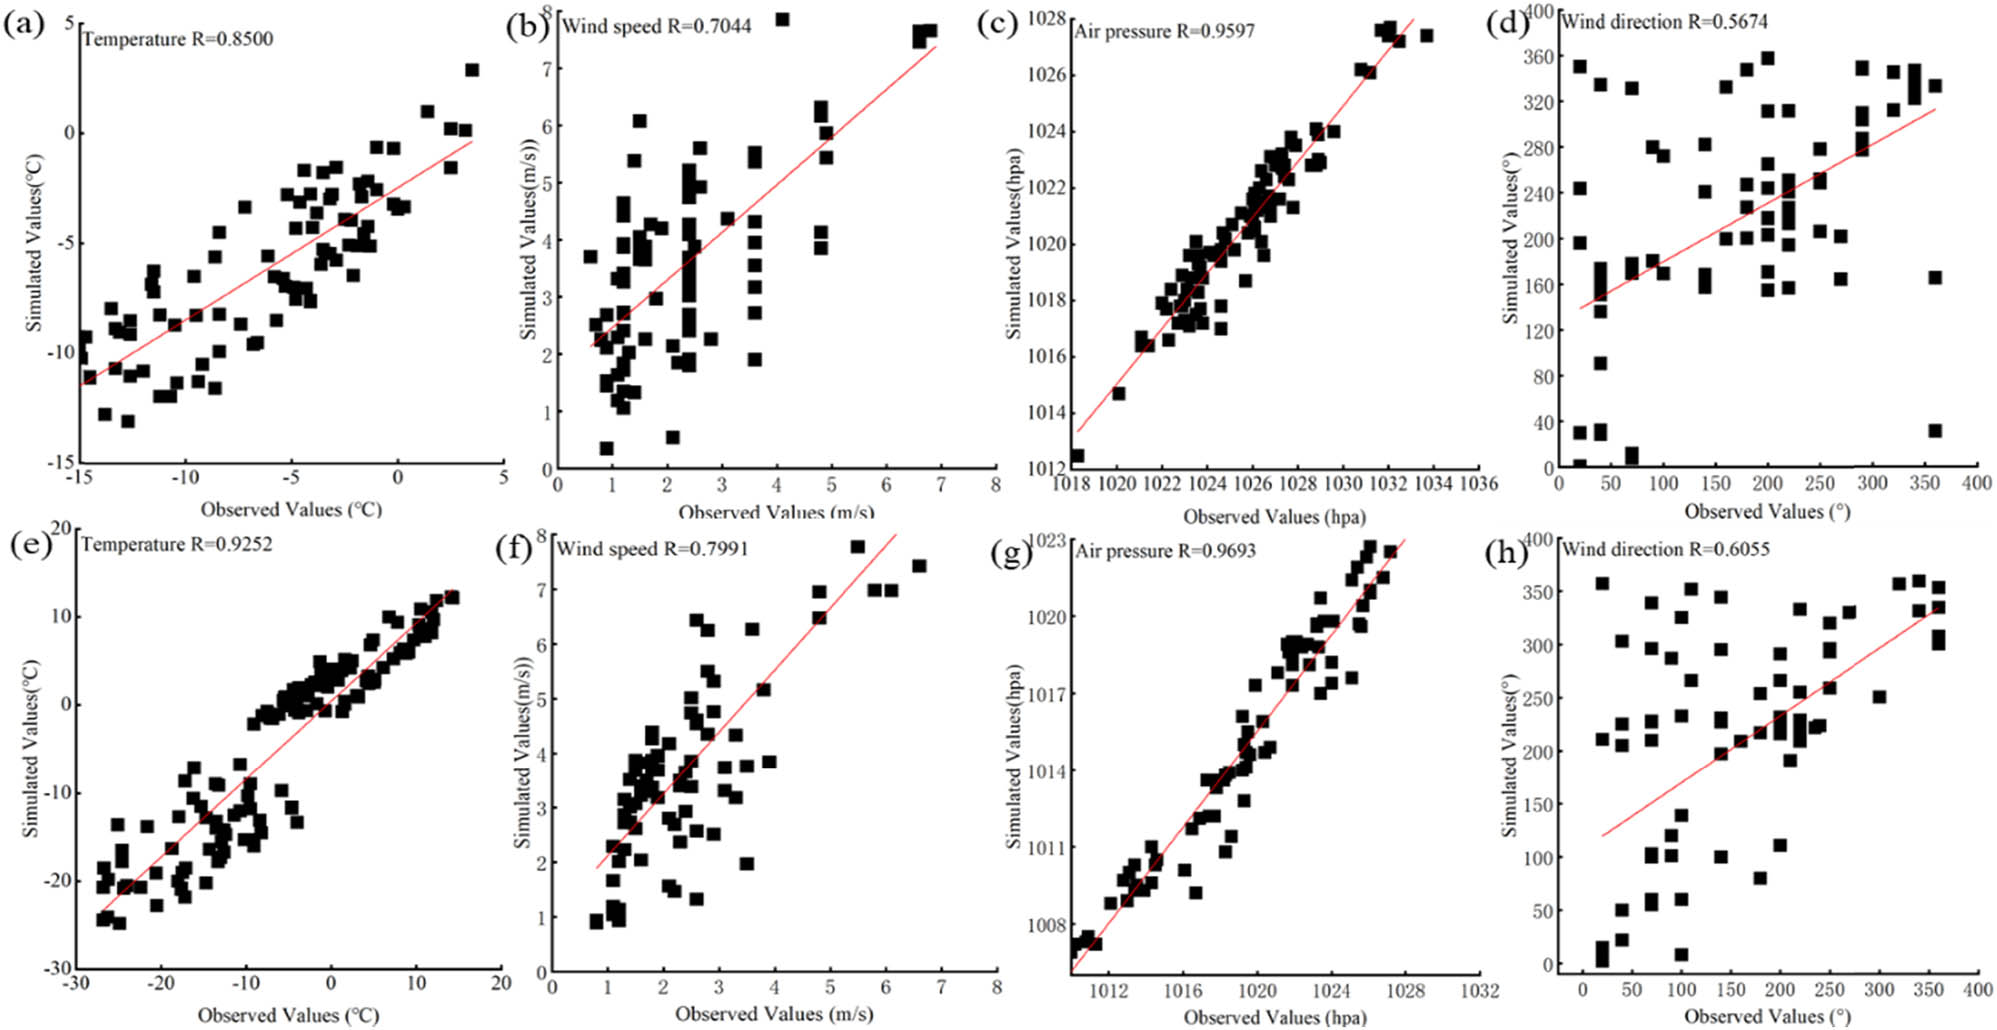 (a)
Temperature R=0.8500
5
0
-5
-10
-15
Simulated Values(℃)
-15 -10 -5 0 5
Observed Values (℃)
(b)
Wind speed R=0.7044
8
7
6
5
4
3
2
1
0
Simulated Values(m/s))
0 1 2 3 4 5 6 7 8
Observed Values (m/s)
(c)
Air pressure R=0.9597
1028
1026
1024
1022
1020
1018
1016
1014
1012
Simulated Values(hpa)
1018 1020 1022 1024 1026 1028 1030 1032 1034 1036
Observed Values (hpa)
(d)
Wind direction R=0.5674
400
360
320
280
240
200
160
120
80
40
0
Simulated Values(°)
0 50 100 150 200 250 300 350 400
Observed Values (°)
(e)
Temperature R=0.9252
20
10
0
-10
-20
-30
Simulated Values(℃)
-30 -20 -10 0 10 20
Observed Values (℃)
(f)
Wind speed R=0.7991
8
7
6
5
4
3
2
1
0
Simulated Values(m/s))
0 1 2 3 4 5 6 7 8
Observed Values (m/s)
(g)
Air pressure R=0.9693
1023
1020
1017
1014
1011
1008
Simulated Values(hpa)
1012 1016 1020 1024 1028 1032
Observed Values (hpa)
(h)
Wind direction R=0.6055
400
350
300
250
200
150
100
50
0
Simulated Values(°)
0 50 100 150 200 250 300 350 400
Observed Values (°)